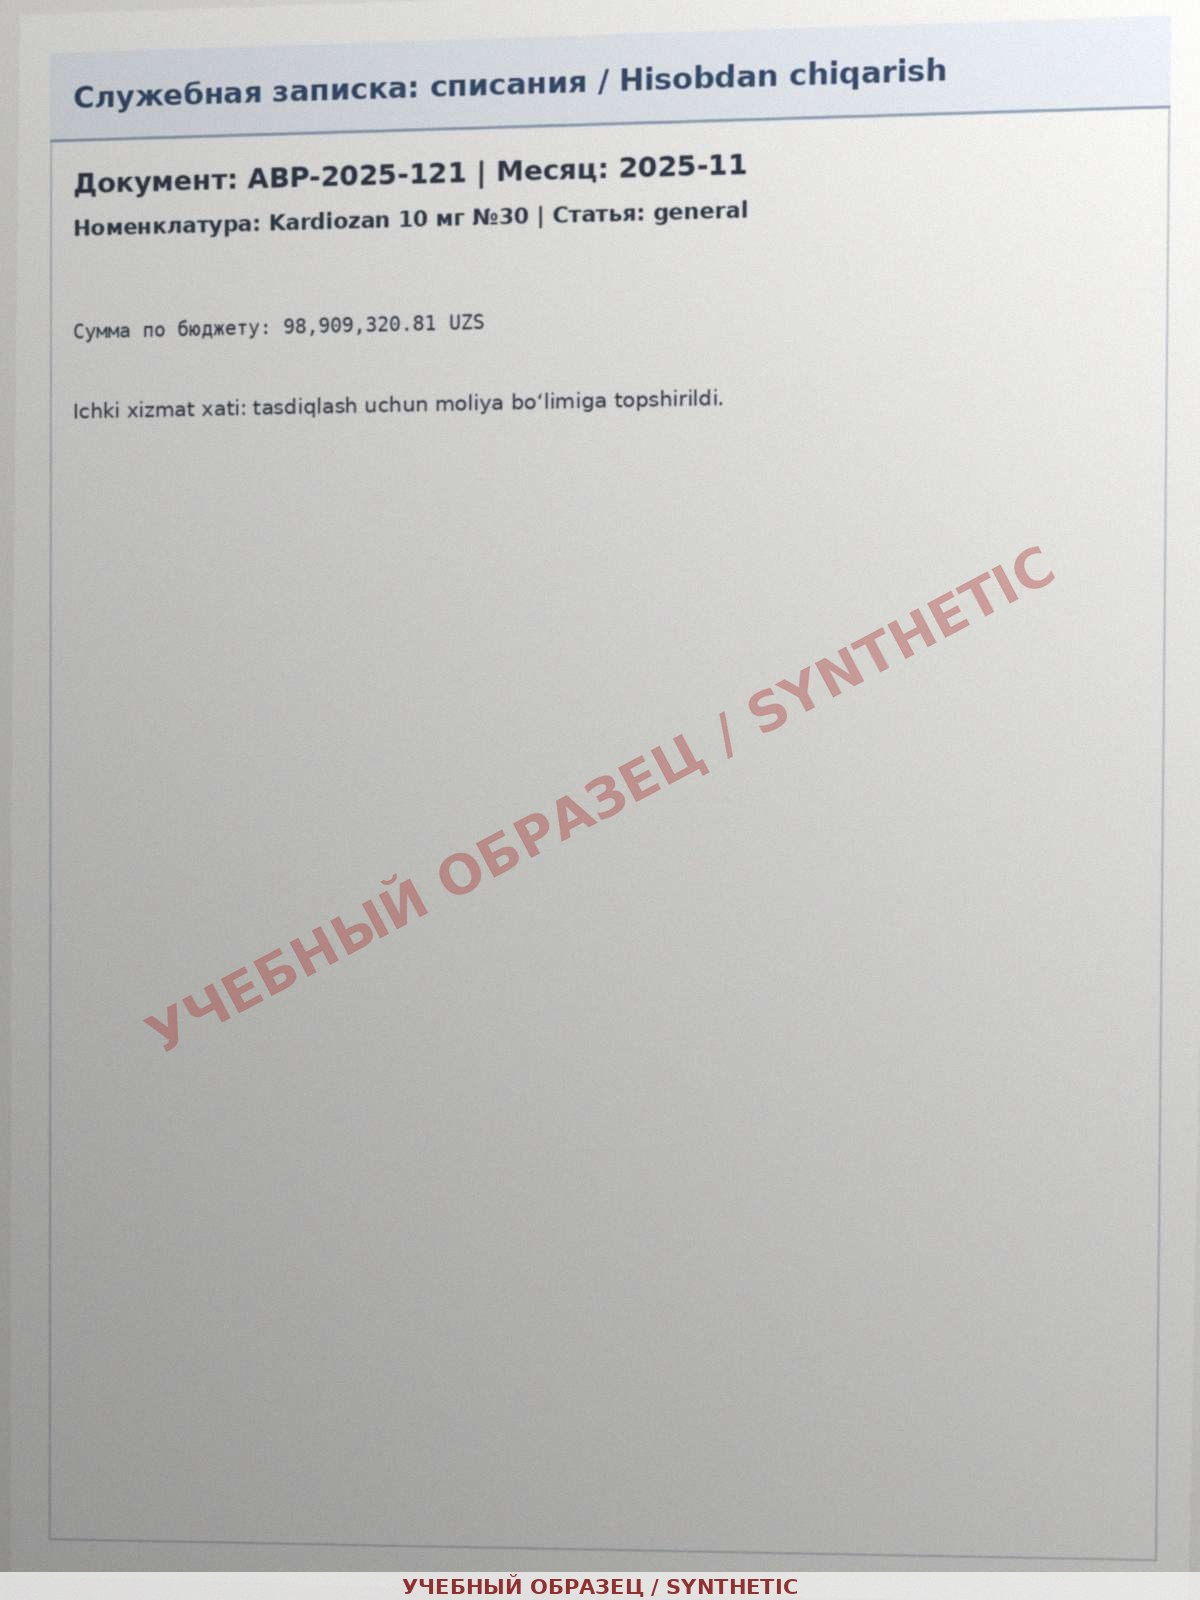 Служебная записка: списания / Hisobdan chiqarish
Документ: АВР-2025-121 | Месяц: 2025-11
Номенклатура: Kardiozan 10 мг №30 | Статья: general
Сумма по бюджету: 98,909,320.81 UZS
Ichki xizmat xati: tasdiqlash uchun moliya bo‘limiga topshirildi.
УЧЕБНЫЙ ОБРАЗЕЦ / SYNTHETIC
УЧЕБНЫЙ ОБРАЗЕЦ / SYNTHETIC